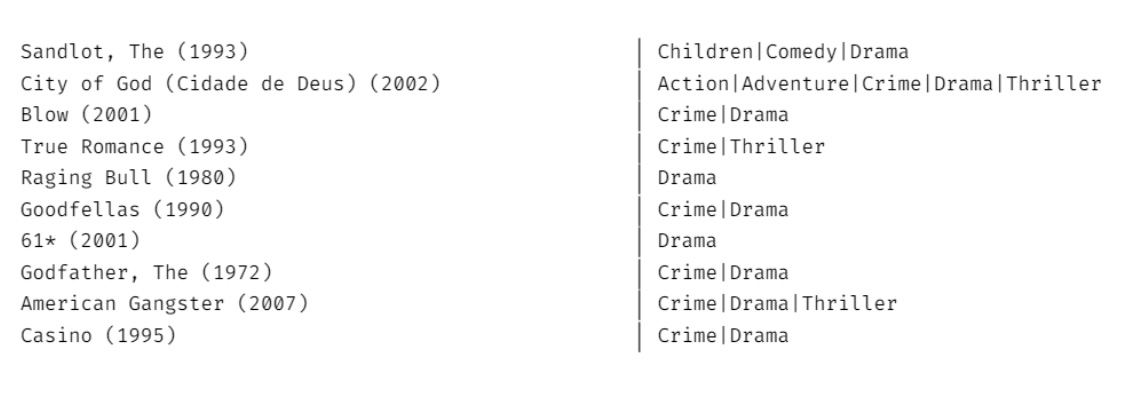 Sandlot, The (1993) | Children|Comedy|Drama
City of God (Cidade de Deus) (2002) | Action|Adventure|Crime|Drama|Thriller
Blow (2001) | Crime|Drama
True Romance (1993) | Crime|Thriller
Raging Bull (1980) | Drama
Goodfellas (1990) | Crime|Drama
61* (2001) | Drama
Godfather, The (1972) | Crime|Drama
American Gangster (2007) | Crime|Drama|Thriller
Casino (1995) | Crime|Drama